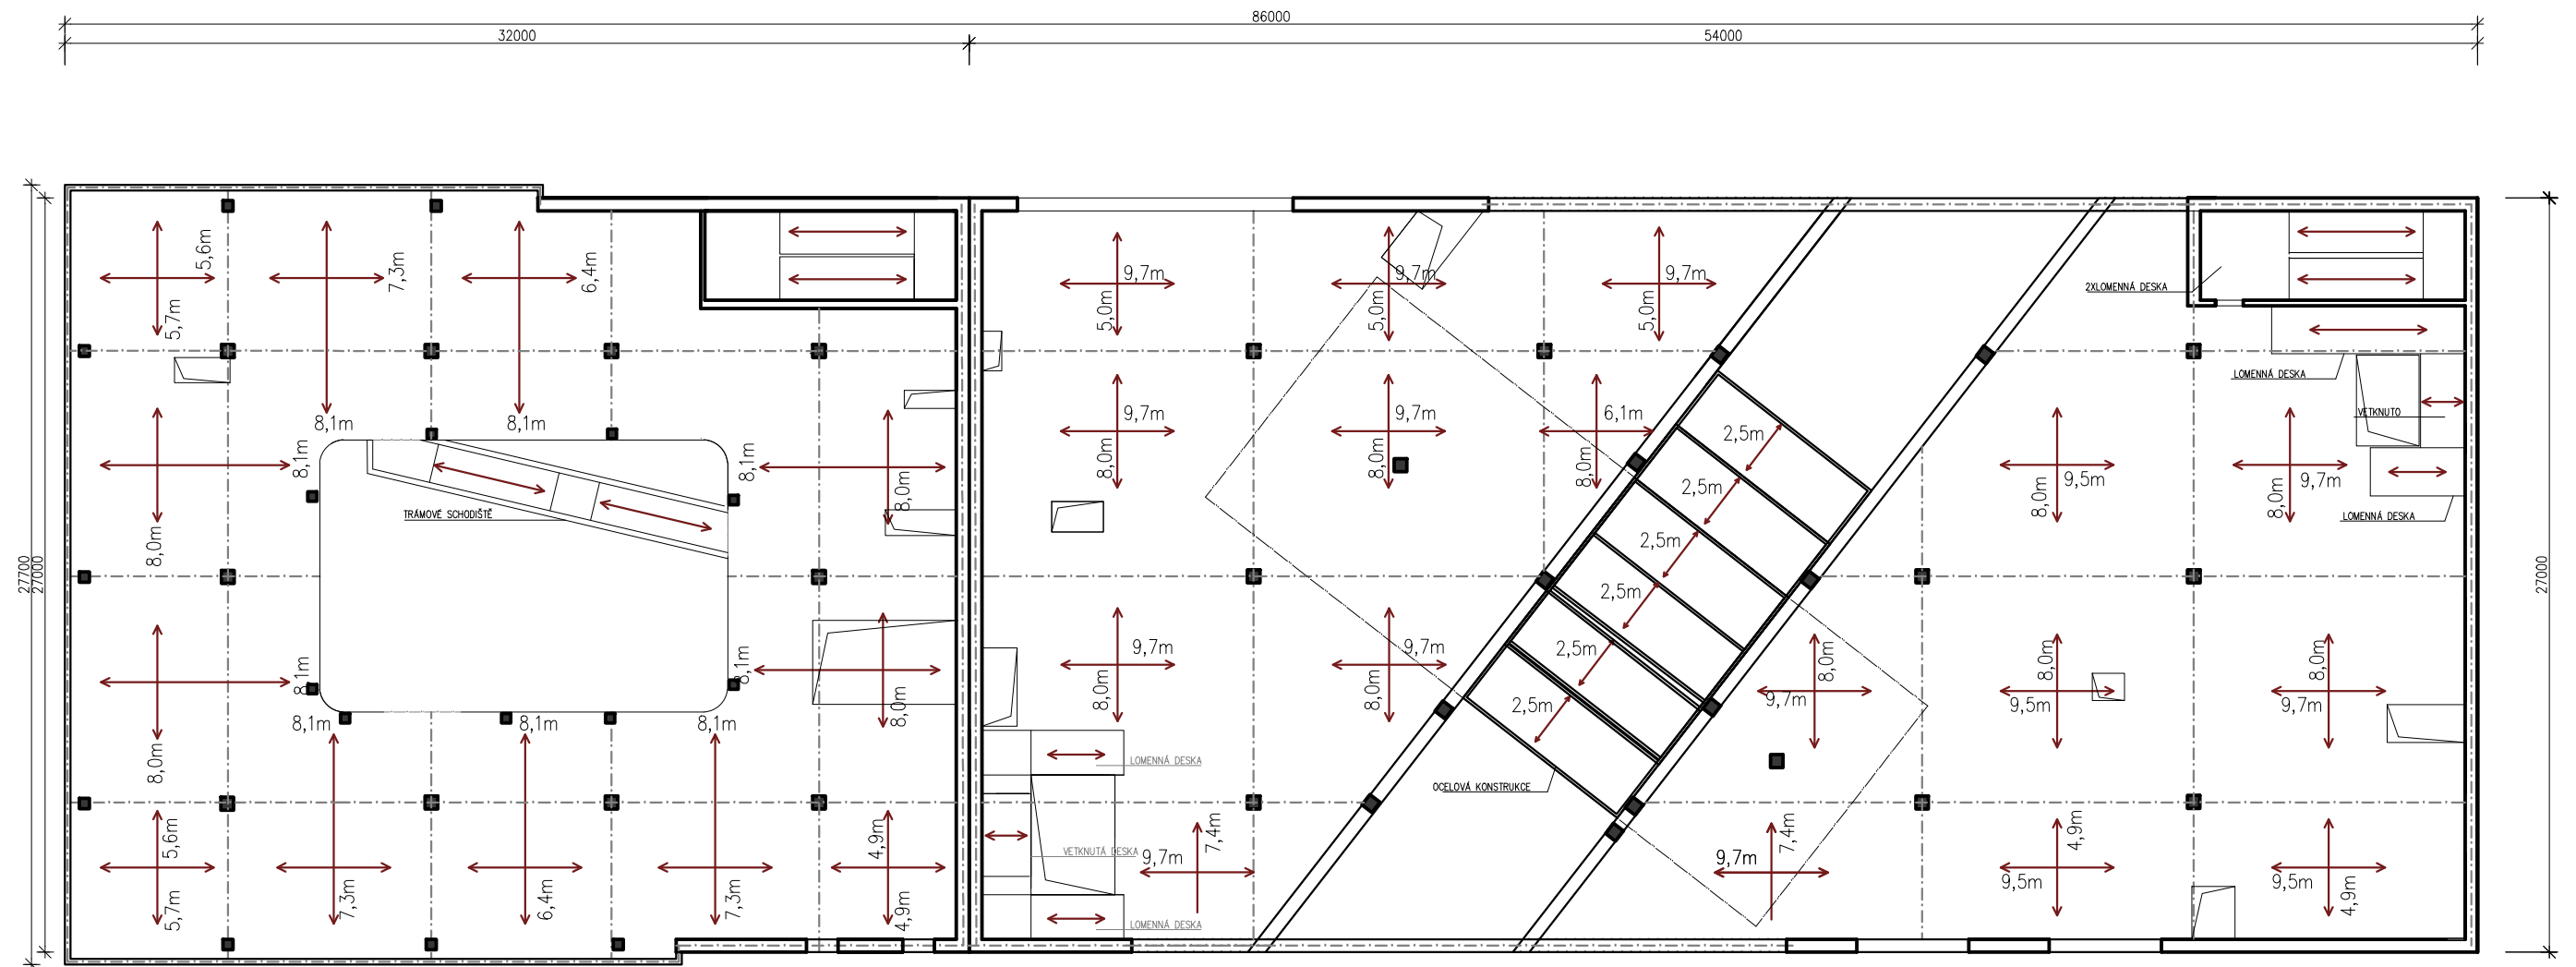 86000
32000 54000
5,6m 7,3m 6,4m
5,7m
9,7m 9,7m 9,7m
5,0m 5,0m 5,0m
2XLOMENNÁ DESKA
LOMENNÁ DESKA
VETKNUTO
8,1m 8,1m
9,7m 9,7m 6,1m
8,0m 8,0m 8,0m
2,5m
8,1m 8,1m
8,0m
2,5m
9,5m 9,7m
8,0m 8,0m
LOMENNÁ DESKA
TRÁMOVÉ SCHODIŠTĚ
8,0m
2,5m
27700
27000
27000
2,5m
9,7m 9,7m
8,0m 8,0m
2,5m
8,0m 8,0m 8,0m
9,7m 9,5m 9,7m
8,1m 8,1m
8,0m
2,5m
8,1m 8,1m 8,1m
8,0m
LOMENNÁ DESKA
OCELOVÁ KONSTRUKCE
5,6m 4,9m
VETKNUTÁ DESKA
9,7m 7,4m
9,7m 7,4m
4,9m
9,5m 9,5m
5,7m 7,3m 6,4m 7,3m 4,9m
4,9m
LOMENNÁ DESKA